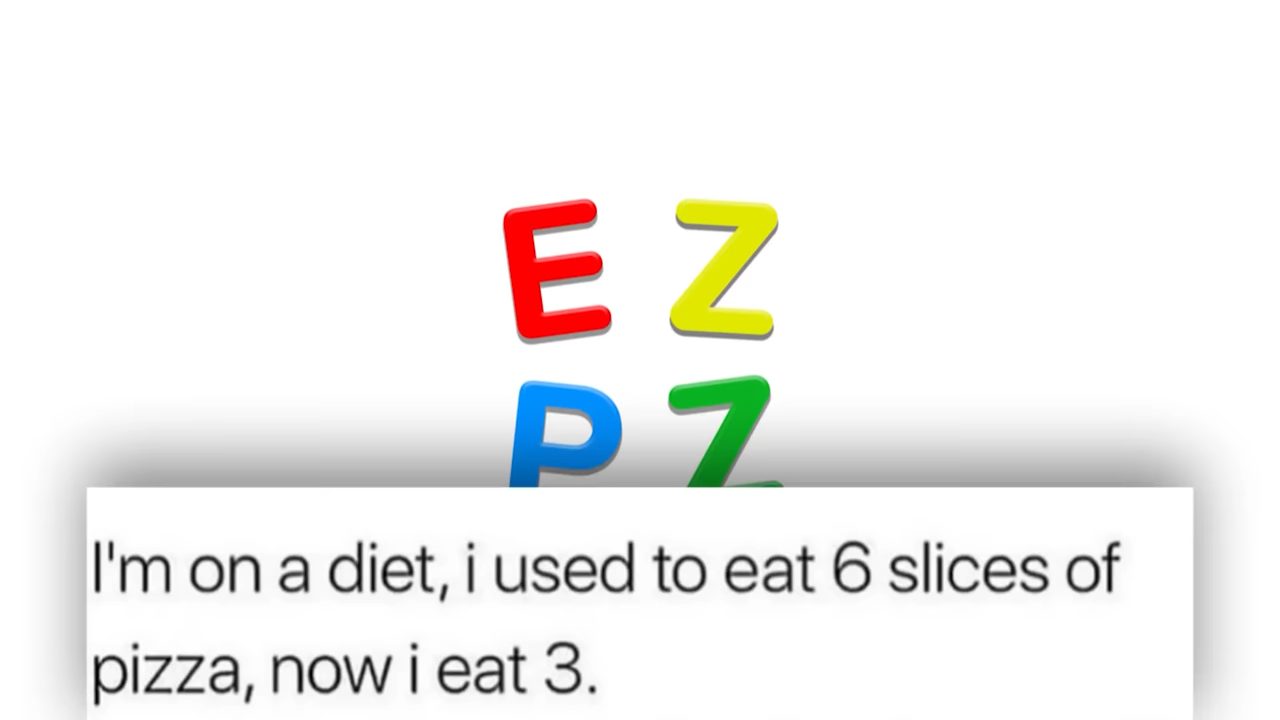 E Z
P Z
I'm on a diet, i used to eat 6 slices of
pizza, now i eat 3.